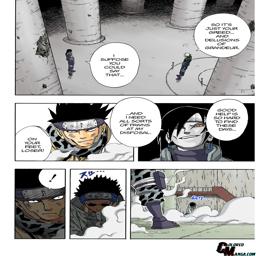 SO IT'S
JUST YOUR
GREED...
AND
DELUSIONS
OF
GRANDEUR.
I
SUPPOSE
YOU
COULD
SAY
THAT...
GOOD
HELP IS
SO HARD
TO FIND
THESE
DAYS...
...AND
I NEED
ALL SORTS
OF PAWNS
AT MY
DISPOSAL.
ON
YOUR
FEET,
LOSER!
!
COLORED
MANGA.COM